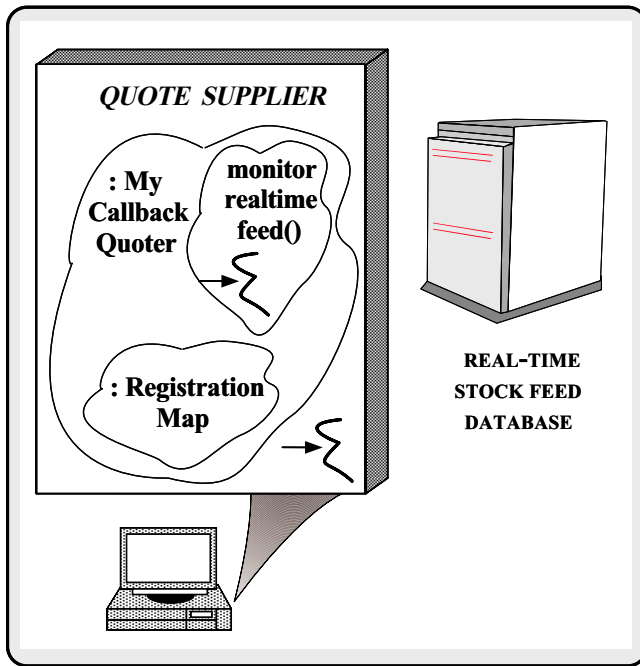 QUOTE SUPPLIER
: My
Callback
Quoter
monitor
realtime
feed()
: Registration
Map
REAL-TIME
STOCK FEED
DATABASE